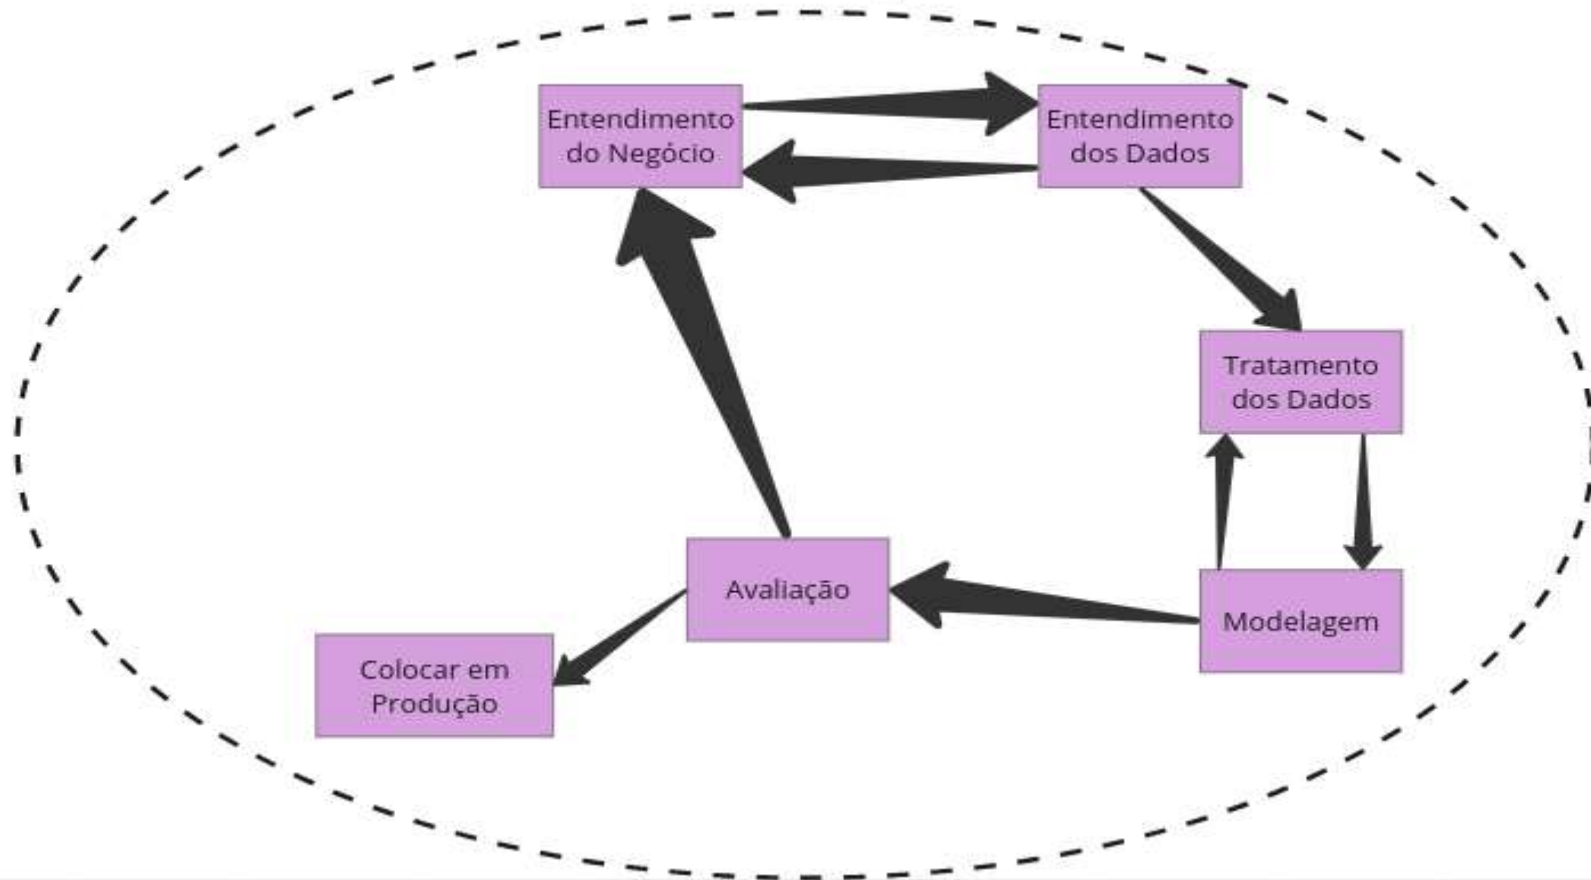 Entendimento
do Negócio
Entendimento
dos Dados
Tratamento
dos Dados
Modelagem
Avaliação
Colocar em
Produção